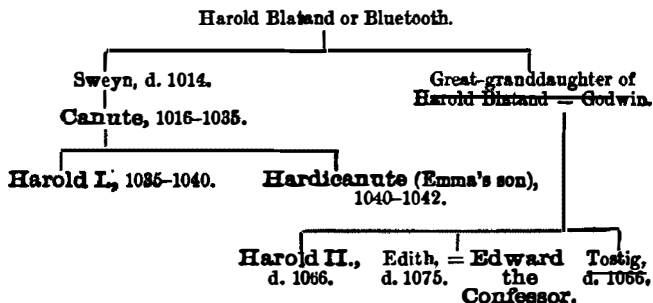 Harold Blatand or Bluetooth.
Sweyn, d. 1014.
Great-granddaughter of
Harold Blatand = Godwin.
Canute, 1016–1035.
Harold I., 1035–1040.
Hardicanute (Emma's son),
1040–1042.
Harold II.,
d. 1066.
Edith,
d. 1075.
= Edward
the
Confessor.
Tostig,
d. 1066.